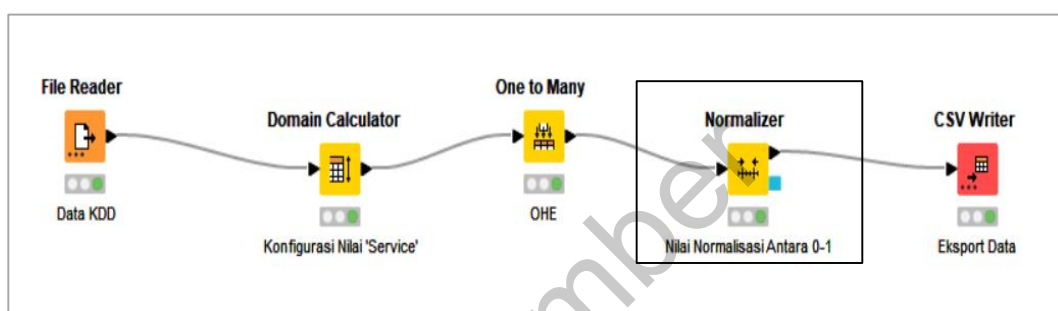 File Reader
Data KDD
Domain Calculator
Konfigurasi Nilai 'Service'
One to Many
OHE
Normalizer
Nilai Normalisasi Antara 0-1
CSV Writer
Eksport Data
mber